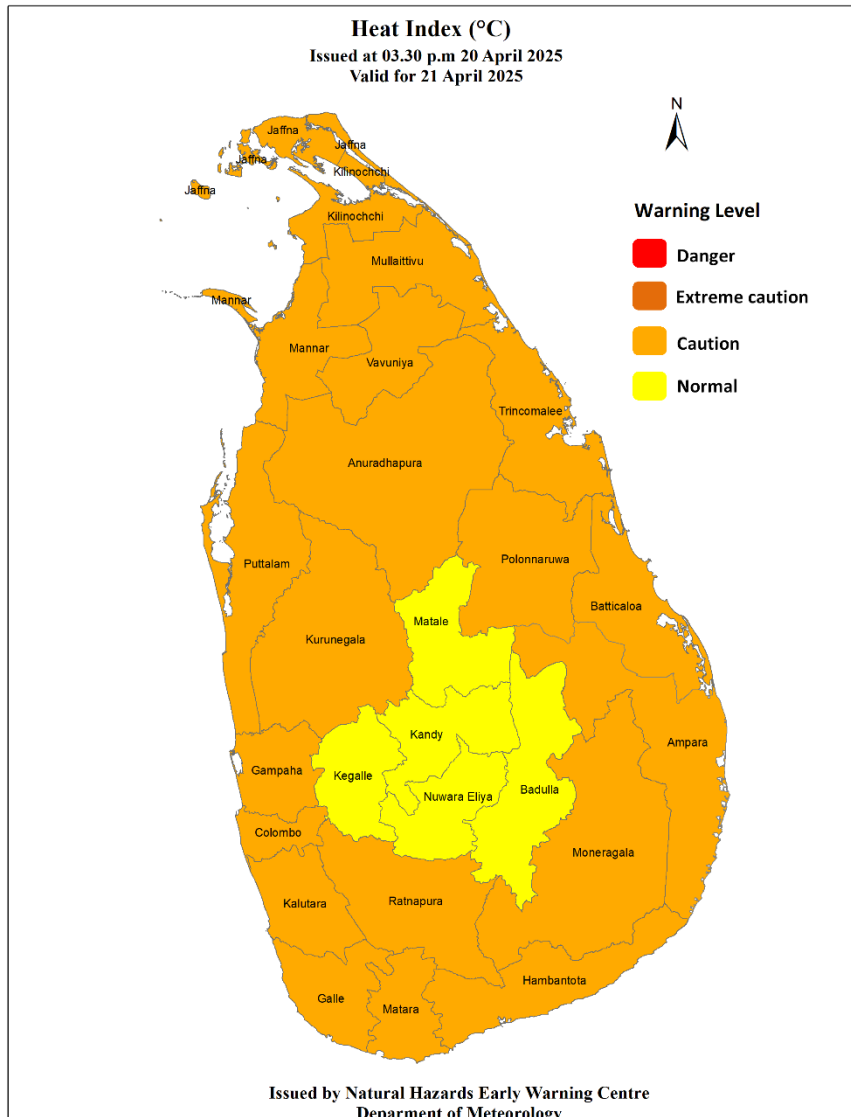 Heat Index (°C)
Issued at 03.30 p.m 20 April 2025
Valid for 21 April 2025
N
Jaffna
Jaffna
Jaffna
Kilinochchi
Jaffna
Kilinochchi
Warning Level
Mullaittivu
Danger
Mannar
Extreme caution
Mannar
Caution
Vavuniya
Normal
Trincomalee
Anuradhapura
Polonnaruwa
Puttalam
Batticaloa
Matale
Kurunegala
Kandy
Ampara
Gampaha
Kegalle
Badulla
Nuwara Eliya
Colombo
Moneragala
Kalutara
Ratnapura
Hambantota
Galle
Matara
Issued by Natural Hazards Early Warning Centre
Deparment of Meteorology